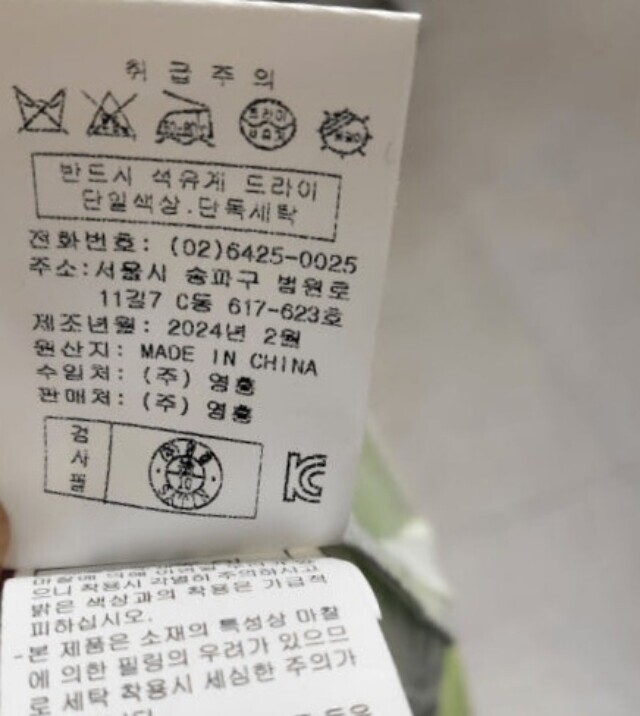 취급주의
드라이
반드시 석유계 드라이
단일색상.단독세탁
전화번호: (02)6425-0025
주소:서울시 송파구 법원로
11길7 C동 617-623호
제조년월: 2024년 2월
원산지: MADE IN CHINA
수입처: (주) 영흥
판매처: (주) 영흥
검사필
KC
으니 착용시 각별히 주의하시고
밝은 색상과의 착용은 가급적
피하십시오.
-본 제품은 소재의 특성상 마찰
에 의한 필링의 우려가 있으므
로 세탁 착용시 세심한 주의가